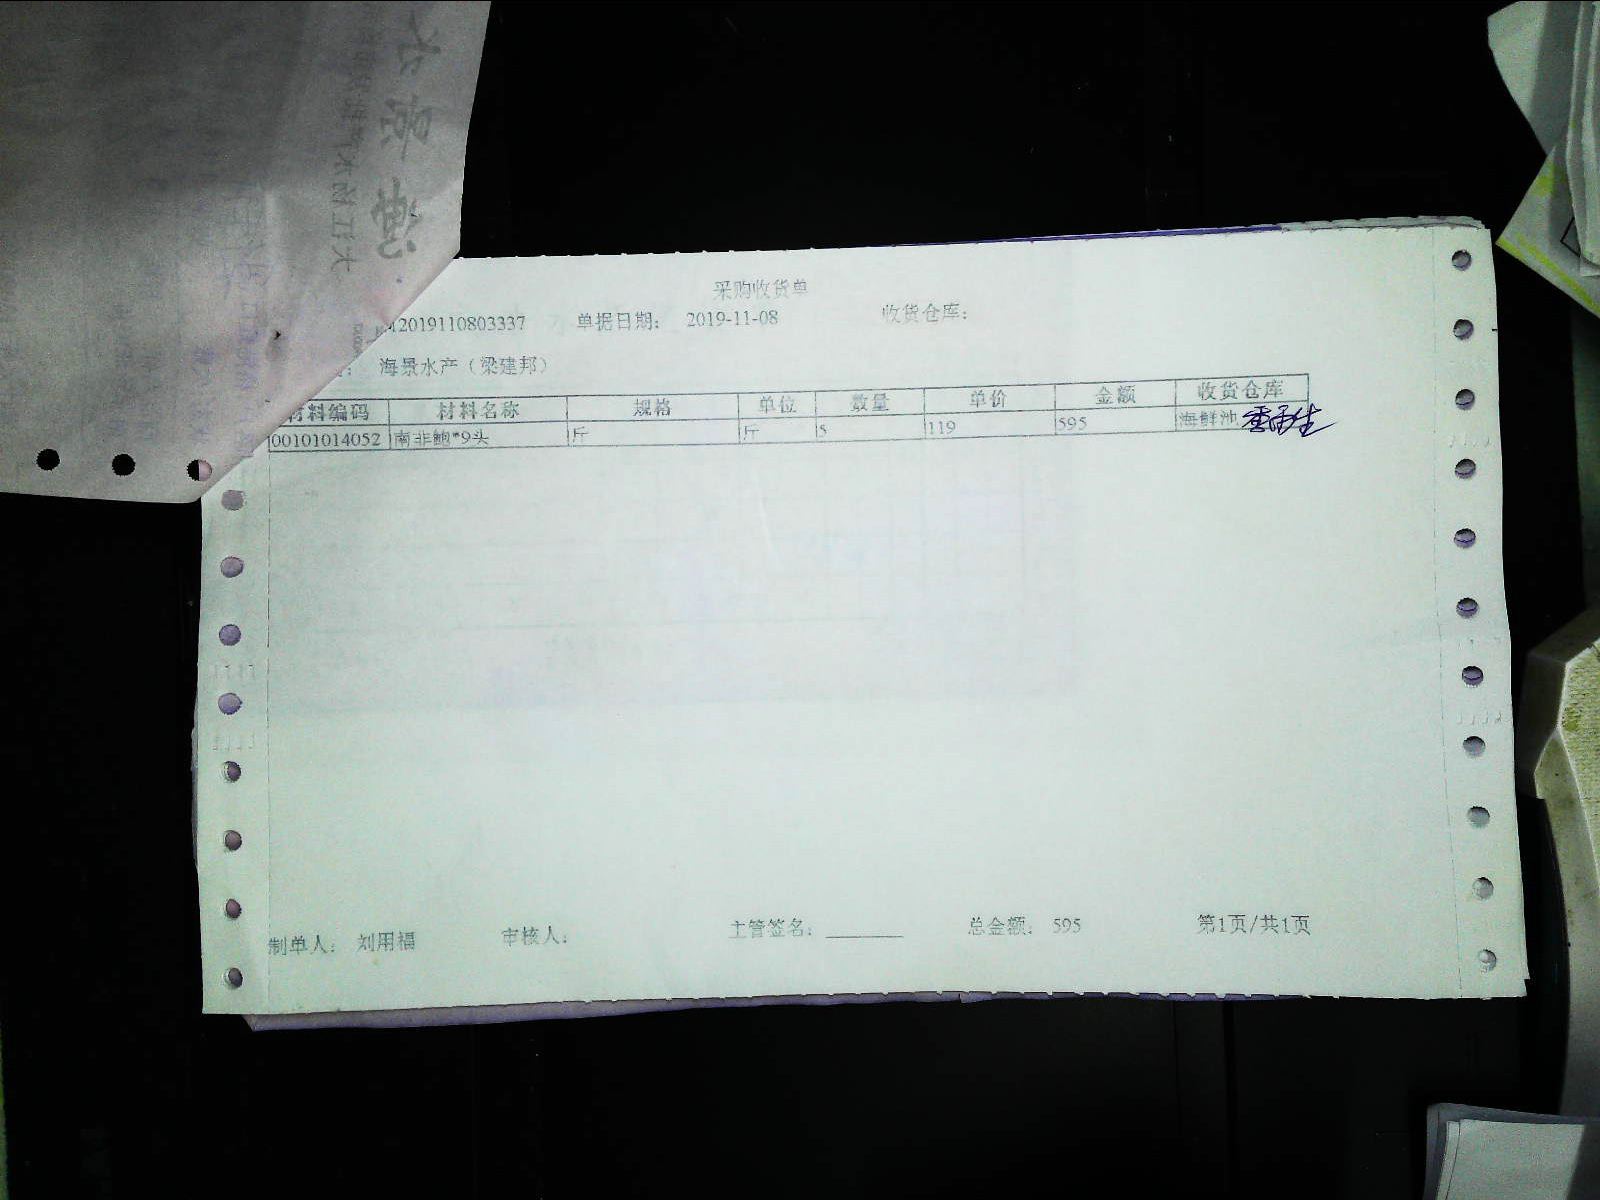 采购收货单
12019110803337 单据日期： 2019-11-08 收货仓库：
海景水产（梁建邦）
材料编码 材料名称 规格 单位 数量 单价 金额 收货仓库
00101014052 南非鲍*9头 斤 斤 5 119 595 海鲜池
制单人： 刘用福 审核人： 主管签名： 总金额： 595 第1页/共1页